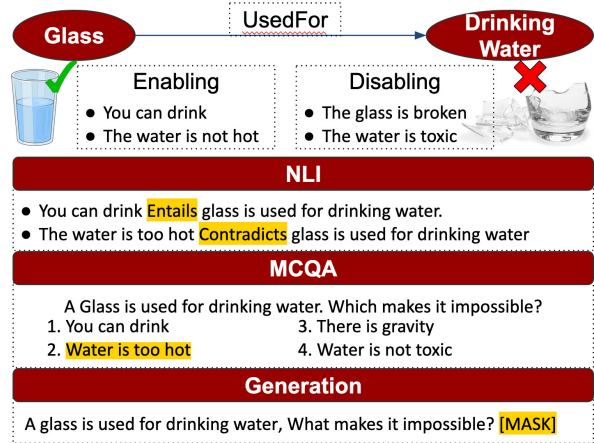 Glass
UsedFor
Drinking
Water
Enabling
● You can drink
● The water is not hot
Disabling
● The glass is broken
● The water is toxic
NLI
● You can drink Entails glass is used for drinking water.
● The water is too hot Contradicts glass is used for drinking water
MCQA
A Glass is used for drinking water. Which makes it impossible?
1. You can drink
2. Water is too hot
3. There is gravity
4. Water is not toxic
Generation
A glass is used for drinking water, What makes it impossible? [MASK]